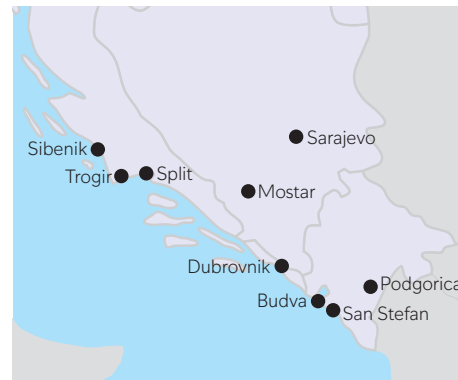 Sarajevo
Sibenik
Trogir
Split
Mostar
Dubrovnik
Podgorica
Budva
San Stefan